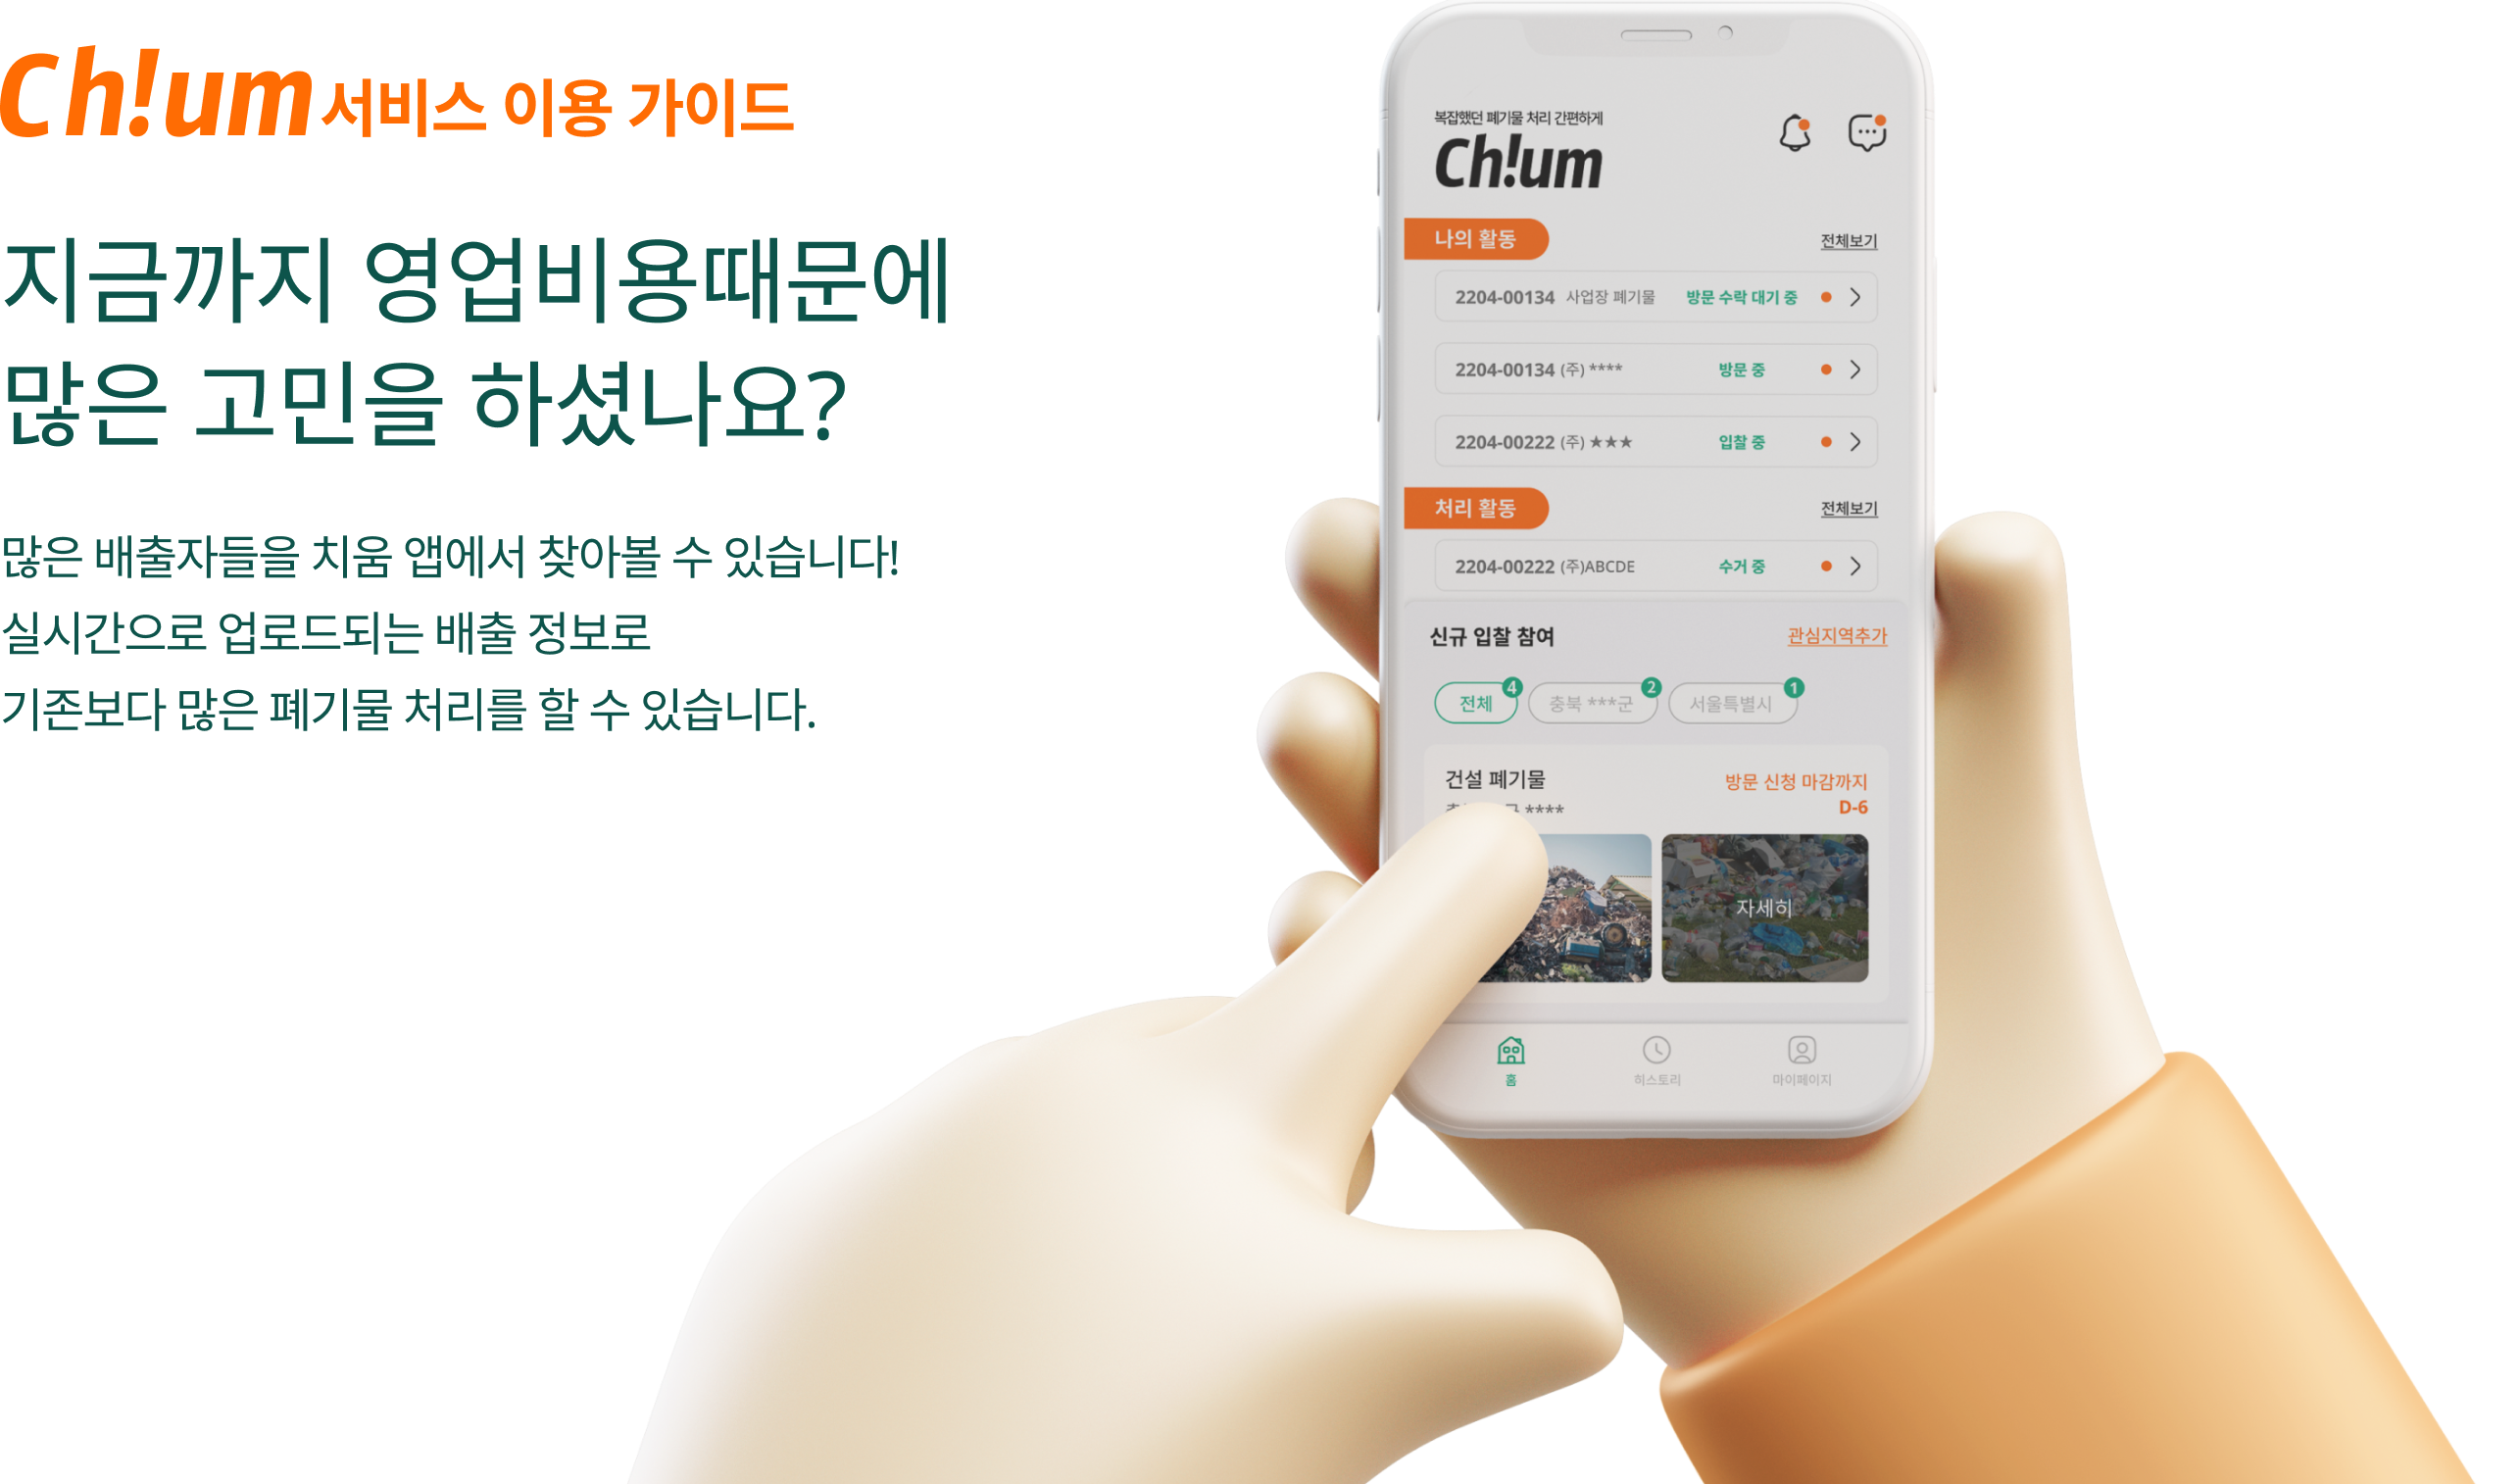 Ch!um 서비스 이용 가이드
지금까지 영업비용때문에
많은 고민을 하셨나요?
많은 배출자들을 치움 앱에서 찾아볼 수 있습니다!
실시간으로 업로드되는 배출 정보로
기존보다 많은 폐기물 처리를 할 수 있습니다.
복잡했던 폐기물 처리 간편하게
Ch!um
나의 활동 전체보기
2204-00134 사업장 폐기물 방문 수락 대기 중
2204-00134 (주) **** 방문 중
2204-00222 (주) ★★★ 입찰 중
처리 활동 전체보기
2204-00222 (주)ABCDE 수거 중
신규 입찰 참여 관심지역추가
전체 4 충북 ***군 2 서울특별시 1
건설 폐기물 방문 신청 마감까지
**** D-6
자세히
홈 히스토리 마이페이지